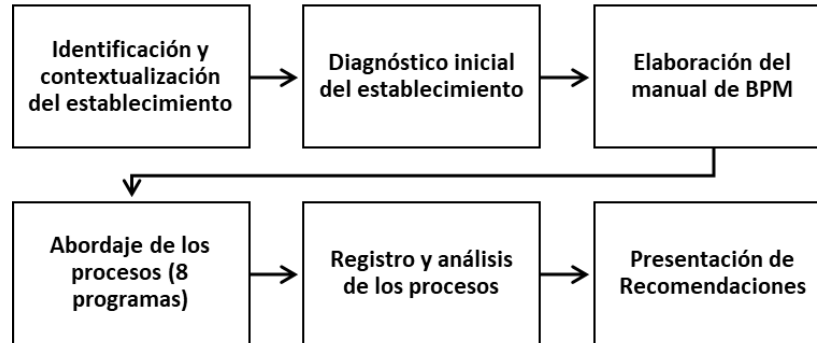 Identificación y
contextualización
del establecimiento
Diagnóstico inicial
del establecimiento
Elaboración del
manual de BPM
Abordaje de los
procesos (8
programas)
Registro y análisis
de los procesos
Presentación de
Recomendaciones